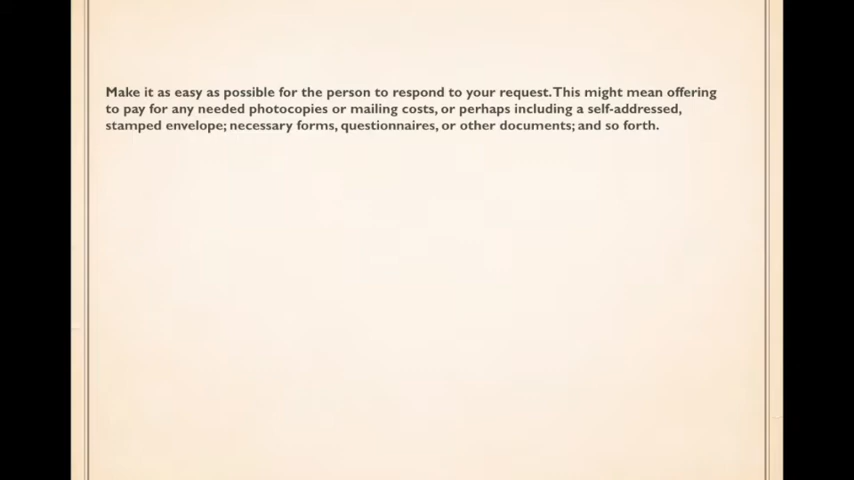 Make it as easy as possible for the person to respond to your request. This might mean offering
to pay for any needed photocopies or mailing costs, or perhaps including a self-addressed,
stamped envelope; necessary forms, questionnaires, or other documents; and so forth.